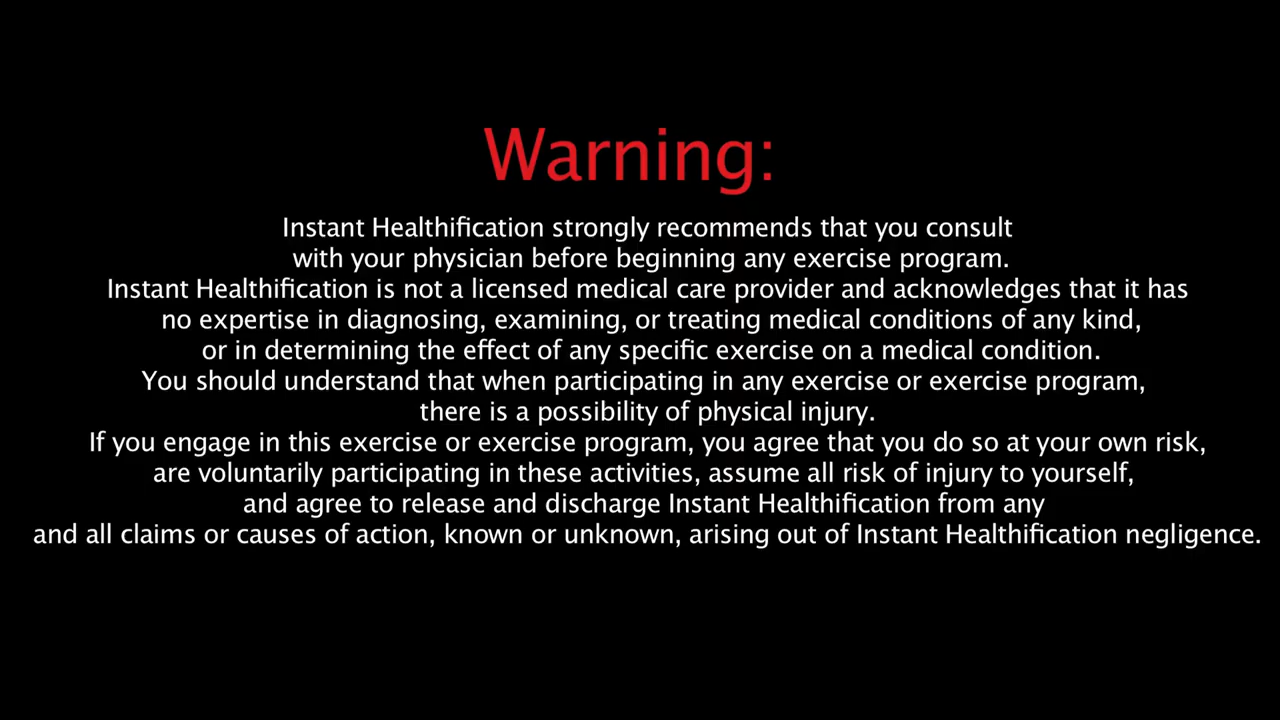 Warning:
Instant Healthification strongly recommends that you consult
with your physician before beginning any exercise program.
Instant Healthification is not a licensed medical care provider and acknowledges that it has
no expertise in diagnosing, examining, or treating medical conditions of any kind,
or in determining the effect of any specific exercise on a medical condition.
You should understand that when participating in any exercise or exercise program,
there is a possibility of physical injury.
If you engage in this exercise or exercise program, you agree that you do so at your own risk,
are voluntarily participating in these activities, assume all risk of injury to yourself,
and agree to release and discharge Instant Healthification from any
and all claims or causes of action, known or unknown, arising out of Instant Healthification negligence.